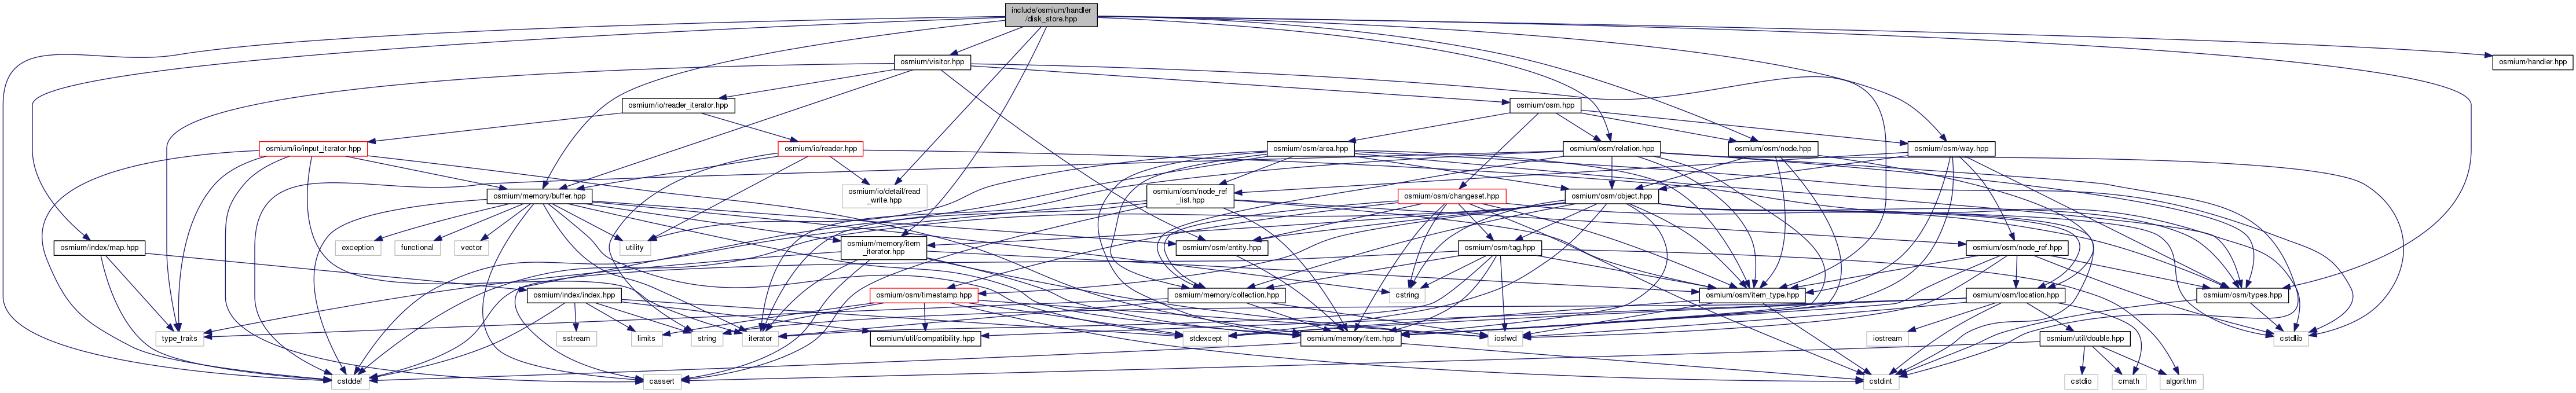 include/osmium/handler
/disk_store.hpp
osmium/visitor.hpp
osmium/handler.hpp
osmium/io/reader_iterator.hpp
osmium/osm.hpp
osmium/io/input_iterator.hpp
osmium/io/reader.hpp
osmium/osm/area.hpp
osmium/osm/relation.hpp
osmium/osm/node.hpp
osmium/osm/way.hpp
osmium/memory/buffer.hpp
osmium/io/detail/read
_write.hpp
osmium/osm/node_ref
_list.hpp
osmium/osm/changeset.hpp
osmium/osm/object.hpp
osmium/index/map.hpp
exception
functional
vector
utility
osmium/memory/item
_iterator.hpp
osmium/osm/entity.hpp
osmium/osm/tag.hpp
osmium/osm/node_ref.hpp
osmium/index/index.hpp
osmium/osm/timestamp.hpp
cstring
osmium/memory/collection.hpp
osmium/osm/item_type.hpp
osmium/osm/location.hpp
osmium/osm/types.hpp
type_traits
sstream
limits
string
iterator
osmium/util/compatibility.hpp
stdexcept
osmium/memory/item.hpp
iosfwd
iostream
osmium/util/double.hpp
cstdlib
cstddef
cassert
cstdint
cstdio
cmath
algorithm